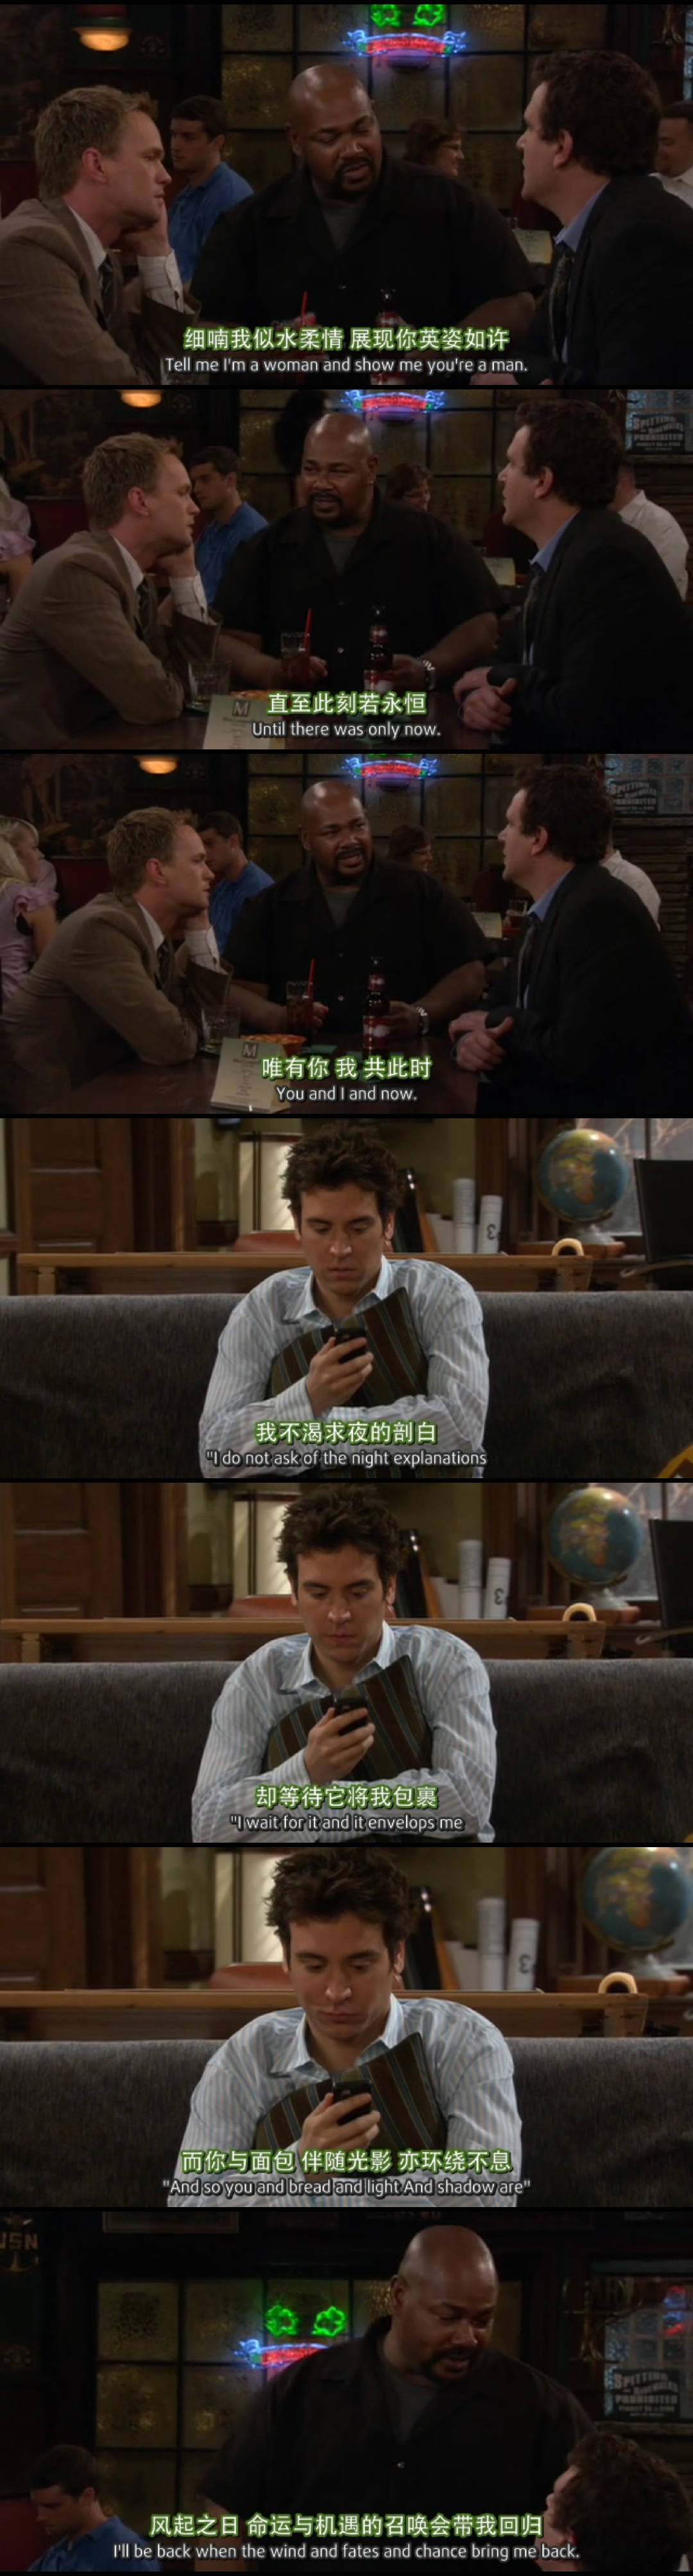 细喃我似水柔情 展现你英姿如许
Tell me I'm a woman and show me you're a man.
SPITTING
PROHIBITED
M
直至此刻若永恒
Until there was only now.
SPITTING
PROHIBITED
M
唯有你 我 共此时
You and I and now.
我不渴求夜的剖白
"I do not ask of the night explanations
却等待它将我包裹
"I wait for it and it envelops me
而你与面包 伴随光影 亦环绕不息
"And so you and bread and light And shadow are"
SPITTING
PROHIBITED
风起之日 命运与机遇的召唤会带我回归
I'll be back when the wind and fates and chance bring me back.